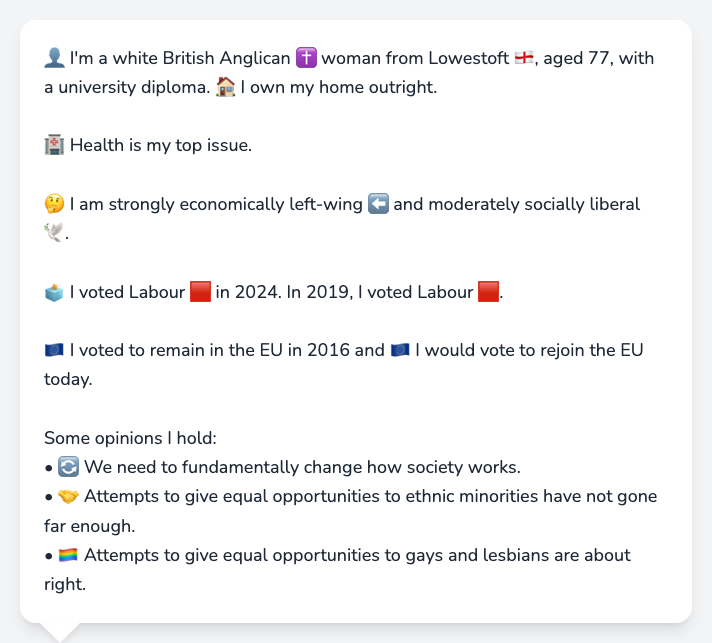 👤 I'm a white British Anglican ✝️ woman from Lowestoft 🏴󠁧󠁢󠁥󠁮󠁧󠁿, aged 77, with
a university diploma. 🏠 I own my home outright.
🏥 Health is my top issue.
🤔 I am strongly economically left-wing ⬅️ and moderately socially liberal
🕊️.
🗳️ I voted Labour 🟥 in 2024. In 2019, I voted Labour 🟥.
🇪🇺 I voted to remain in the EU in 2016 and 🇪🇺 I would vote to rejoin the EU
today.
Some opinions I hold:
• 🔄 We need to fundamentally change how society works.
• 🤝 Attempts to give equal opportunities to ethnic minorities have not gone
far enough.
• 🏳️‍🌈 Attempts to give equal opportunities to gays and lesbians are about
right.